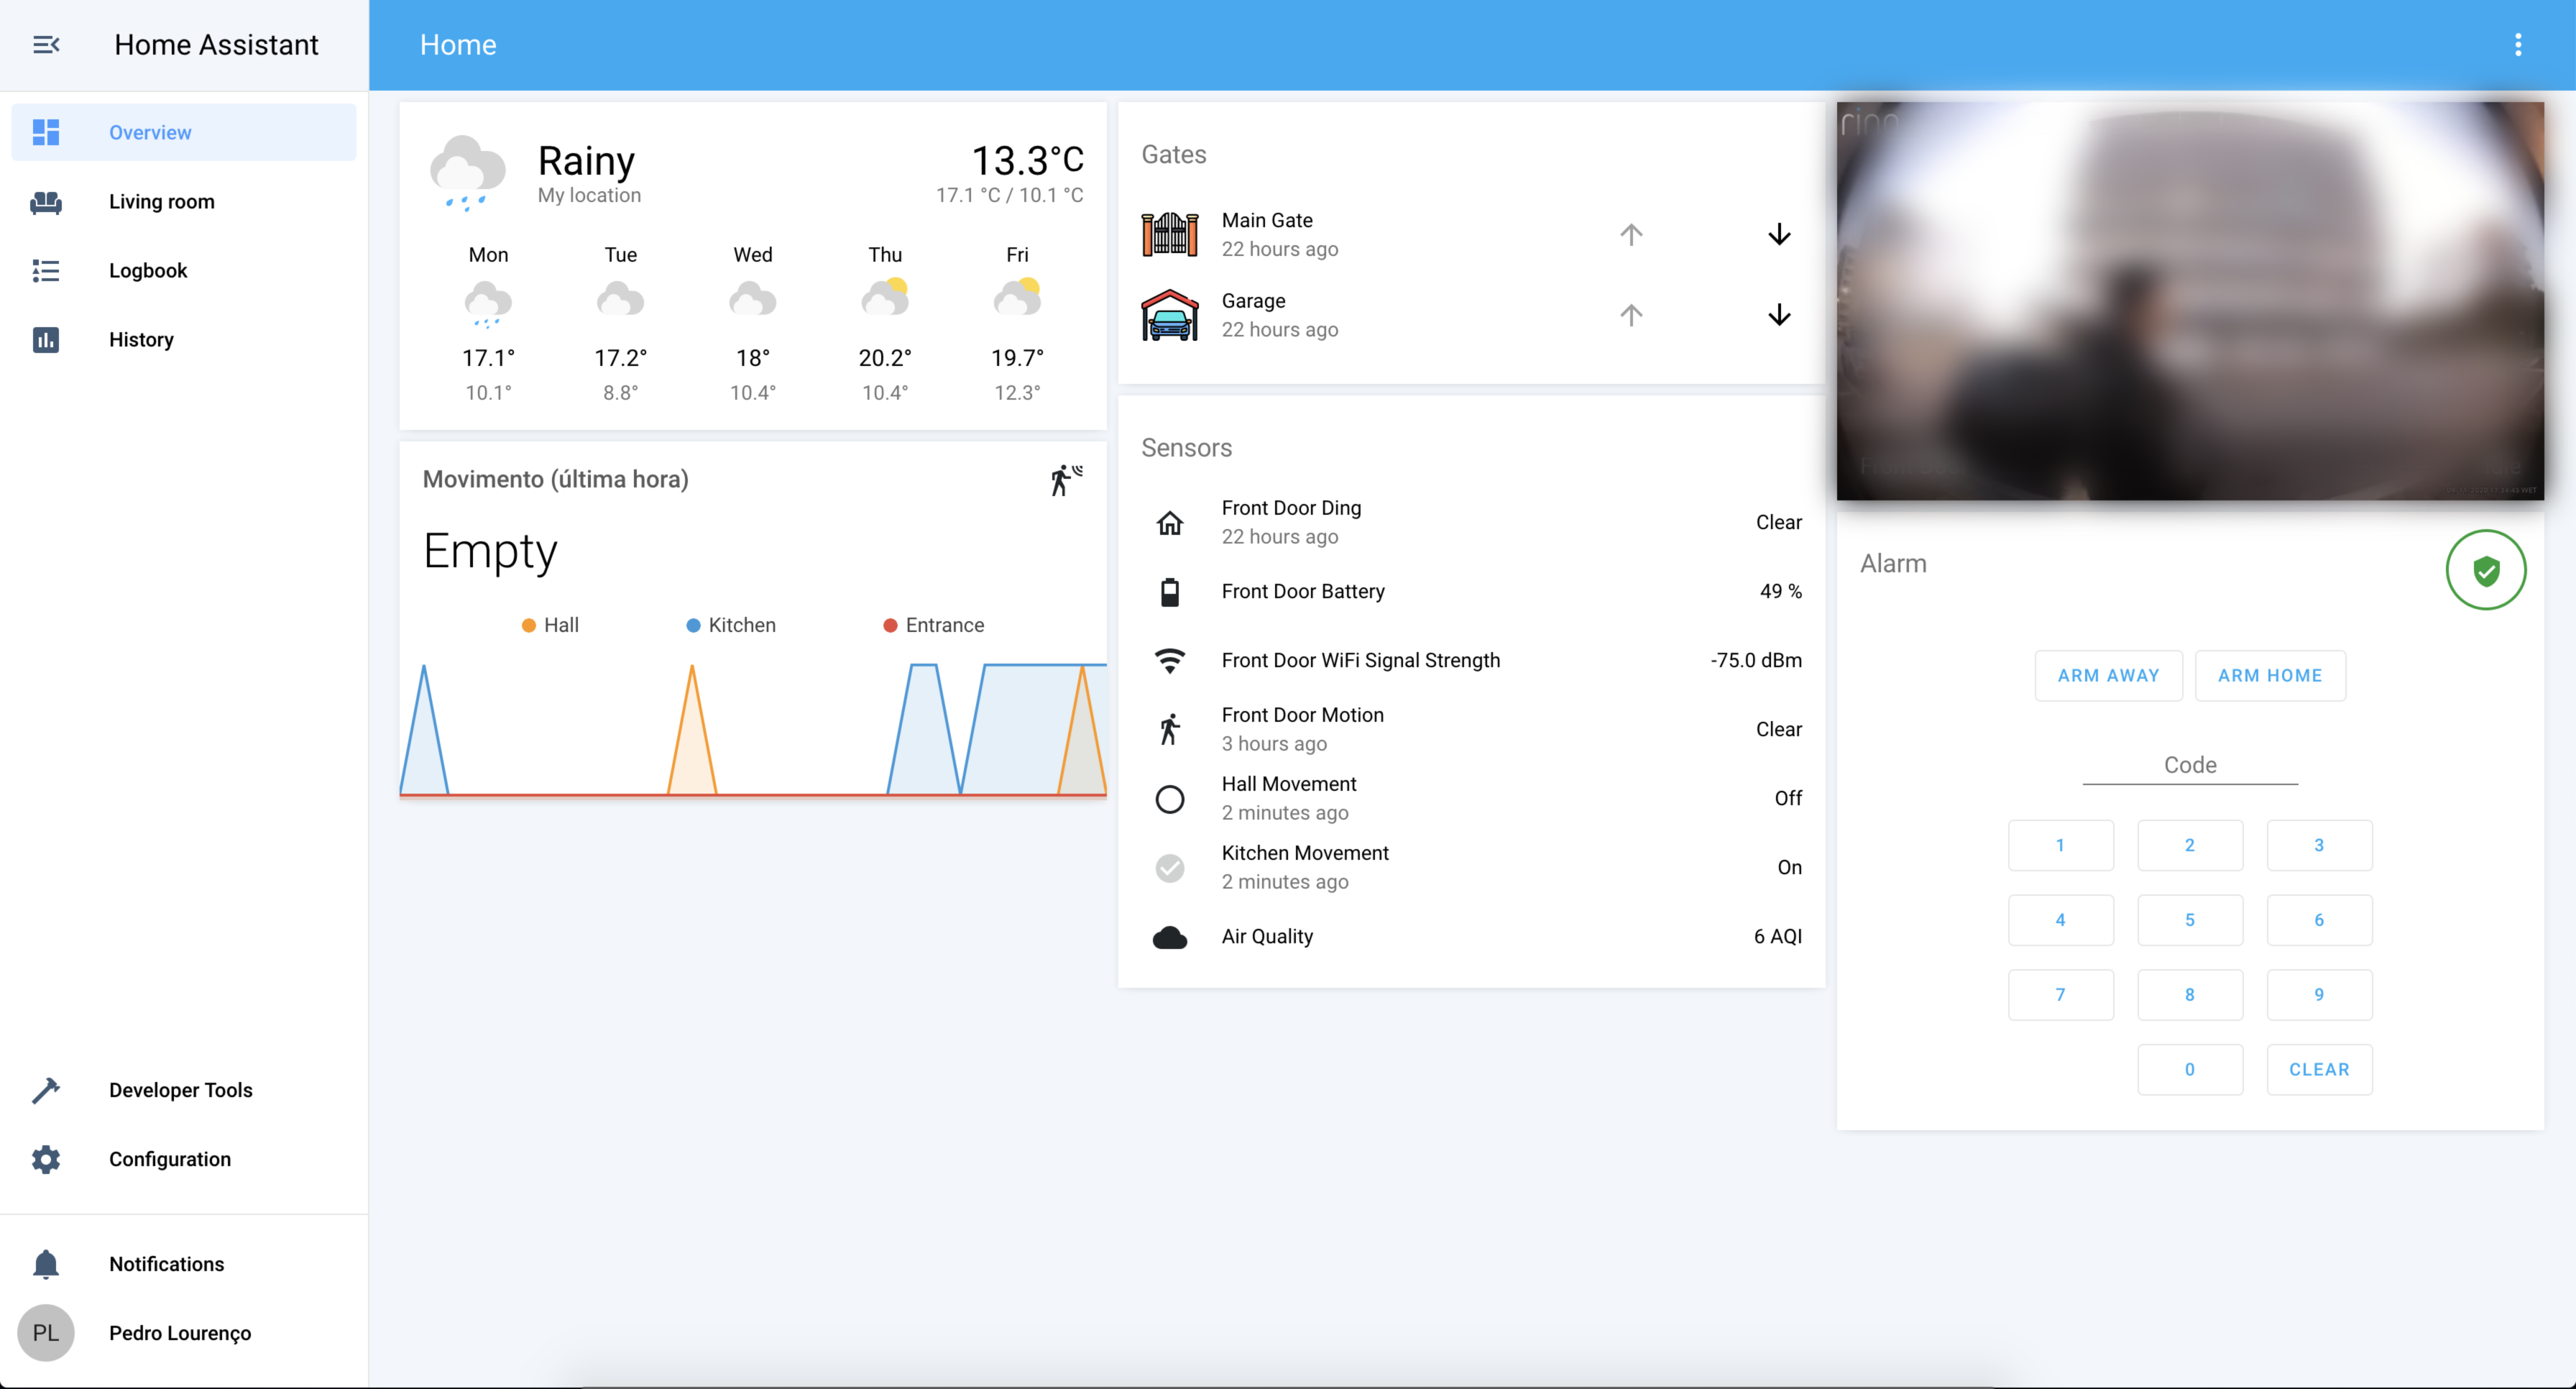 Home Assistant
Home
Overview
Living room
Logbook
History
Developer Tools
Configuration
Notifications
PL
Pedro Lourenço
Rainy
My location
13.3°C
17.1 °C / 10.1 °C
Mon Tue Wed Thu Fri
17.1° 17.2° 18° 20.2° 19.7°
10.1° 8.8° 10.4° 10.4° 12.3°
Movimento (última hora)
Empty
Hall Kitchen Entrance
Gates
Main Gate
22 hours ago
Garage
22 hours ago
Sensors
Front Door Ding
22 hours ago
Clear
Front Door Battery
49 %
Front Door WiFi Signal Strength
-75.0 dBm
Front Door Motion
3 hours ago
Clear
Hall Movement
2 minutes ago
Off
Kitchen Movement
2 minutes ago
On
Air Quality
6 AQI
ring
Alarm
ARM AWAY ARM HOME
Code
1 2 3
4 5 6
7 8 9
0 CLEAR